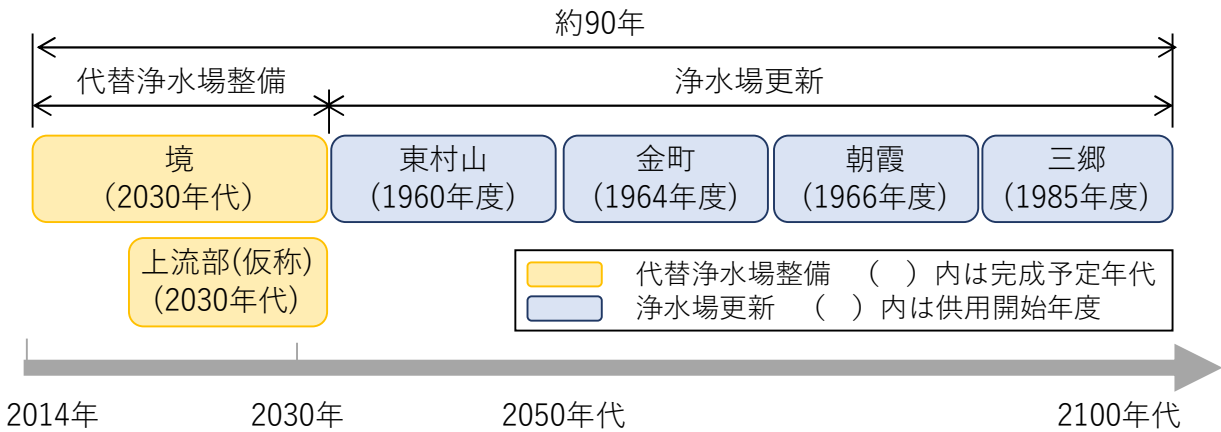 約90年
代替浄水場整備
浄水場更新
境
(2030年代)
東村山
(1960年度)
金町
(1964年度)
朝霞
(1966年度)
三郷
(1985年度)
上流部(仮称)
(2030年代)
代替浄水場整備 ( )内は完成予定年代
浄水場更新 ( )内は供用開始年度
2014年
2030年
2050年代
2100年代